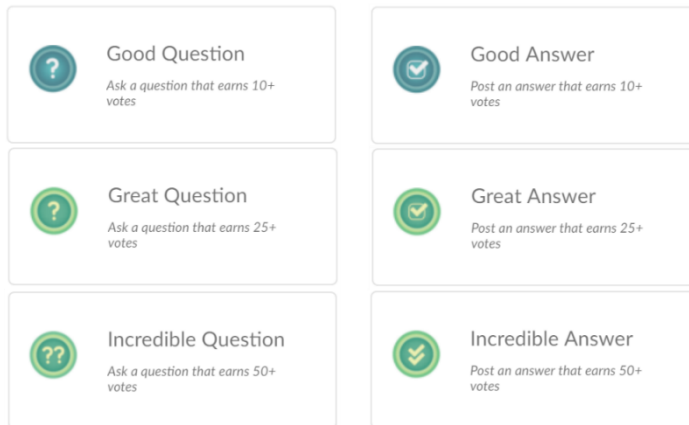 Good Question
Ask a question that earns 10+
votes
Good Answer
Post an answer that earns 10+
votes
Great Question
Ask a question that earns 25+
votes
Great Answer
Post an answer that earns 25+
votes
Incredible Question
Ask a question that earns 50+
votes
Incredible Answer
Post an answer that earns 50+
votes